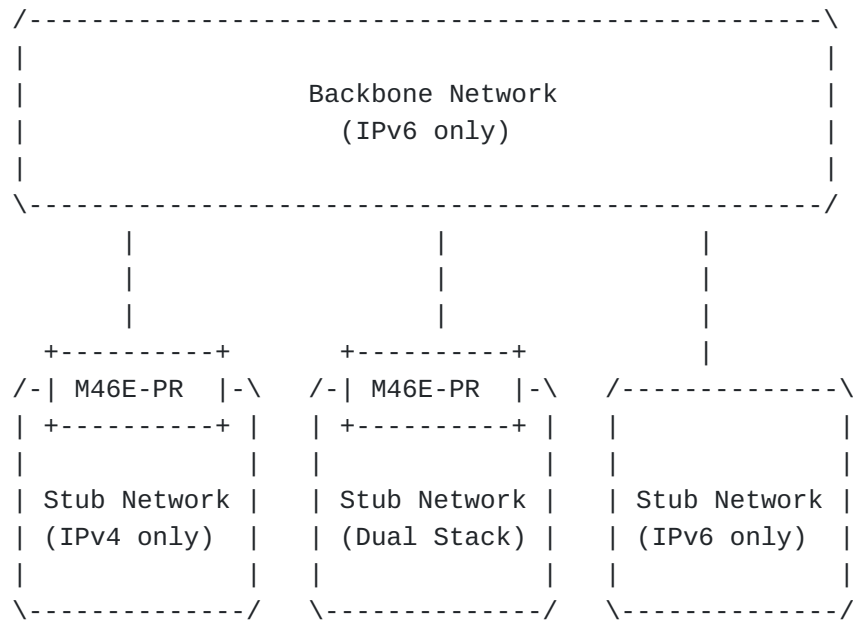 Backbone Network
(IPv6 only)
M46E-PR M46E-PR
Stub Network Stub Network Stub Network
(IPv4 only) (Dual Stack) (IPv6 only)